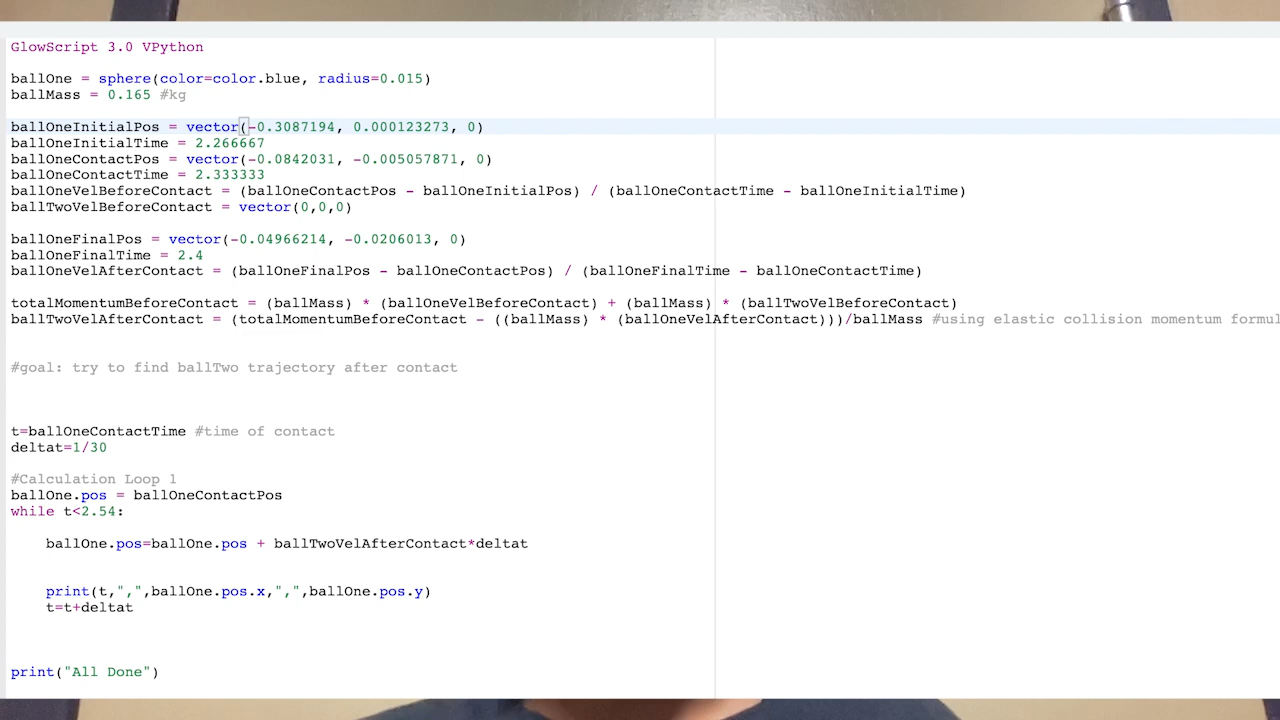 GlowScript 3.0 VPython
ballOne = sphere(color=color.blue, radius=0.015)
ballMass = 0.165 #kg
ballOneInitialPos = vector(-0.3087194, 0.000123273, 0)
ballOneInitialTime = 2.266667
ballOneContactPos = vector(-0.0842031, -0.005057871, 0)
ballOneContactTime = 2.333333
ballOneVelBeforeContact = (ballOneContactPos - ballOneInitialPos) / (ballOneContactTime - ballOneInitialTime)
ballTwoVelBeforeContact = vector(0,0,0)
ballOneFinalPos = vector(-0.04966214, -0.0206013, 0)
ballOneFinalTime = 2.4
ballOneVelAfterContact = (ballOneFinalPos - ballOneContactPos) / (ballOneFinalTime - ballOneContactTime)
totalMomentumBeforeContact = (ballMass) * (ballOneVelBeforeContact) + (ballMass) * (ballTwoVelBeforeContact)
ballTwoVelAfterContact = (totalMomentumBeforeContact - ((ballMass) * (ballOneVelAfterContact)))/ballMass #using elastic collision momentum formul
#goal: try to find ballTwo trajectory after contact
t=ballOneContactTime #time of contact
deltat=1/30
#Calculation Loop 1
ballOne.pos = ballOneContactPos
while t<2.54:
ballOne.pos=ballOne.pos + ballTwoVelAfterContact*deltat
print(t,",",ballOne.pos.x,",",ballOne.pos.y)
t=t+deltat
print("All Done")